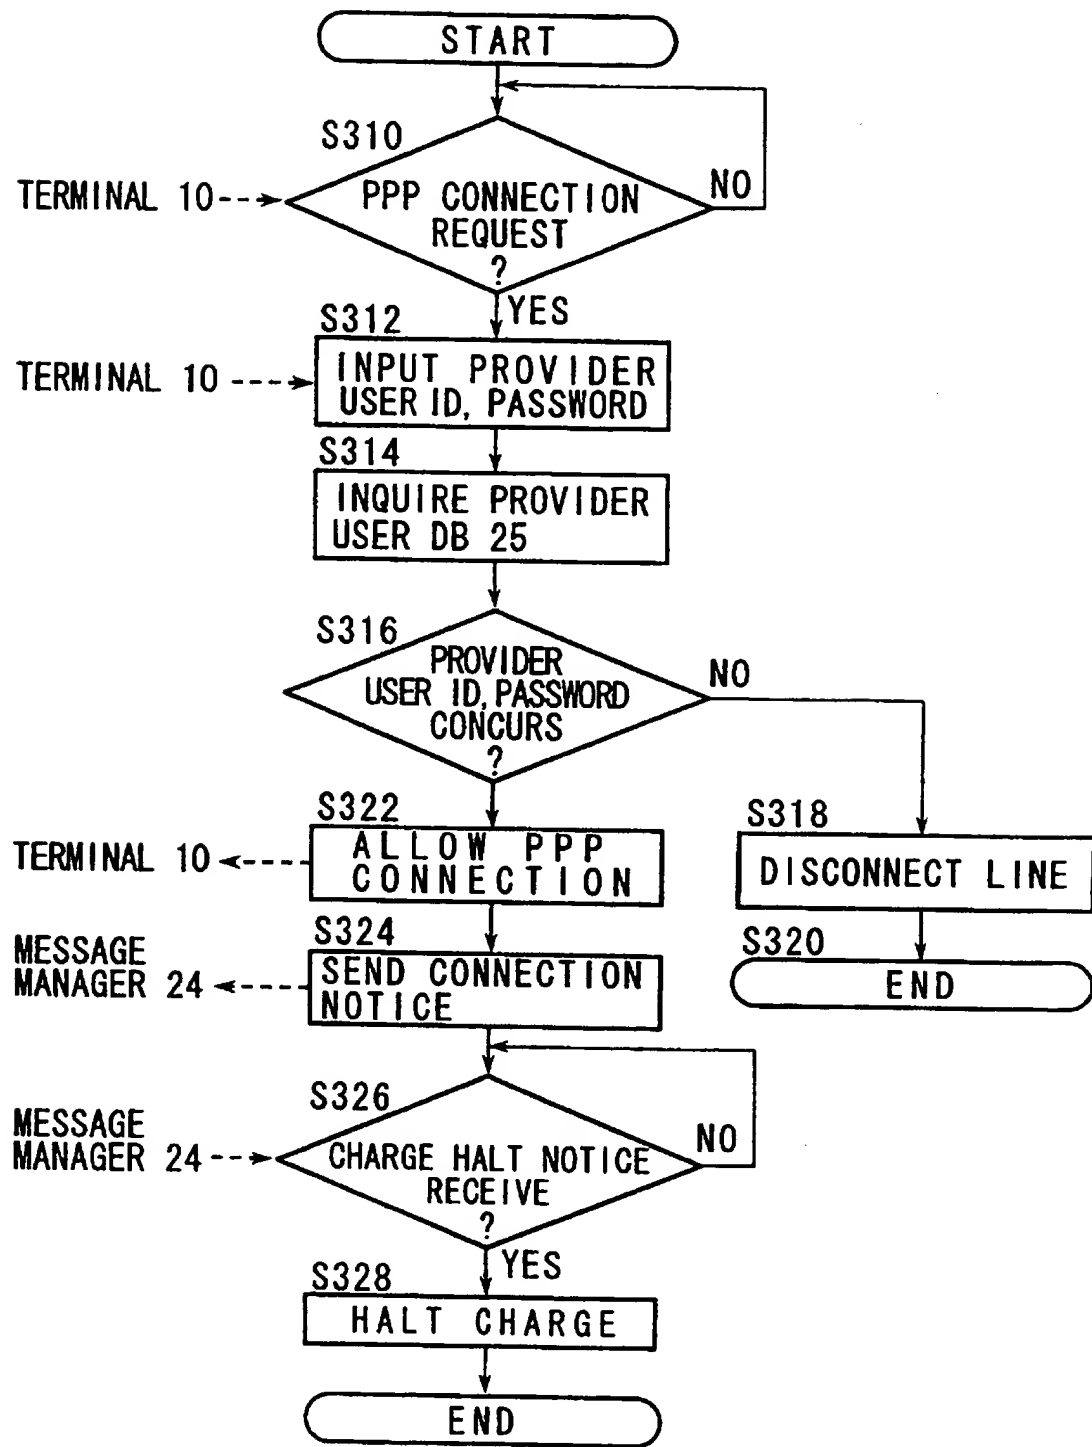 START
S310
TERMINAL 10
PPP CONNECTION
REQUEST
?
NO
YES
S312
TERMINAL 10
INPUT PROVIDER
USER ID, PASSWORD
S314
INQUIRE PROVIDER
USER DB 25
S316
PROVIDER
USER ID, PASSWORD
CONCURS
?
NO
S322
TERMINAL 10
ALLOW PPP
CONNECTION
S318
DISCONNECT LINE
S324
MESSAGE
MANAGER 24
SEND CONNECTION
NOTICE
S320
END
S326
MESSAGE
MANAGER 24
CHARGE HALT NOTICE
RECEIVE
?
NO
YES
S328
HALT CHARGE
END